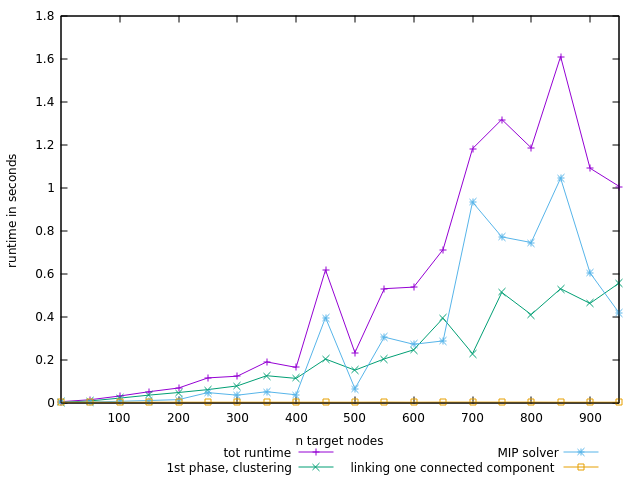 1.8
1.6
1.4
1.2
1
0.8
0.6
0.4
0.2
0
runtime in seconds
100 200 300 400 500 600 700 800 900
n target nodes
tot runtime MIP solver
1st phase, clustering linking one connected component